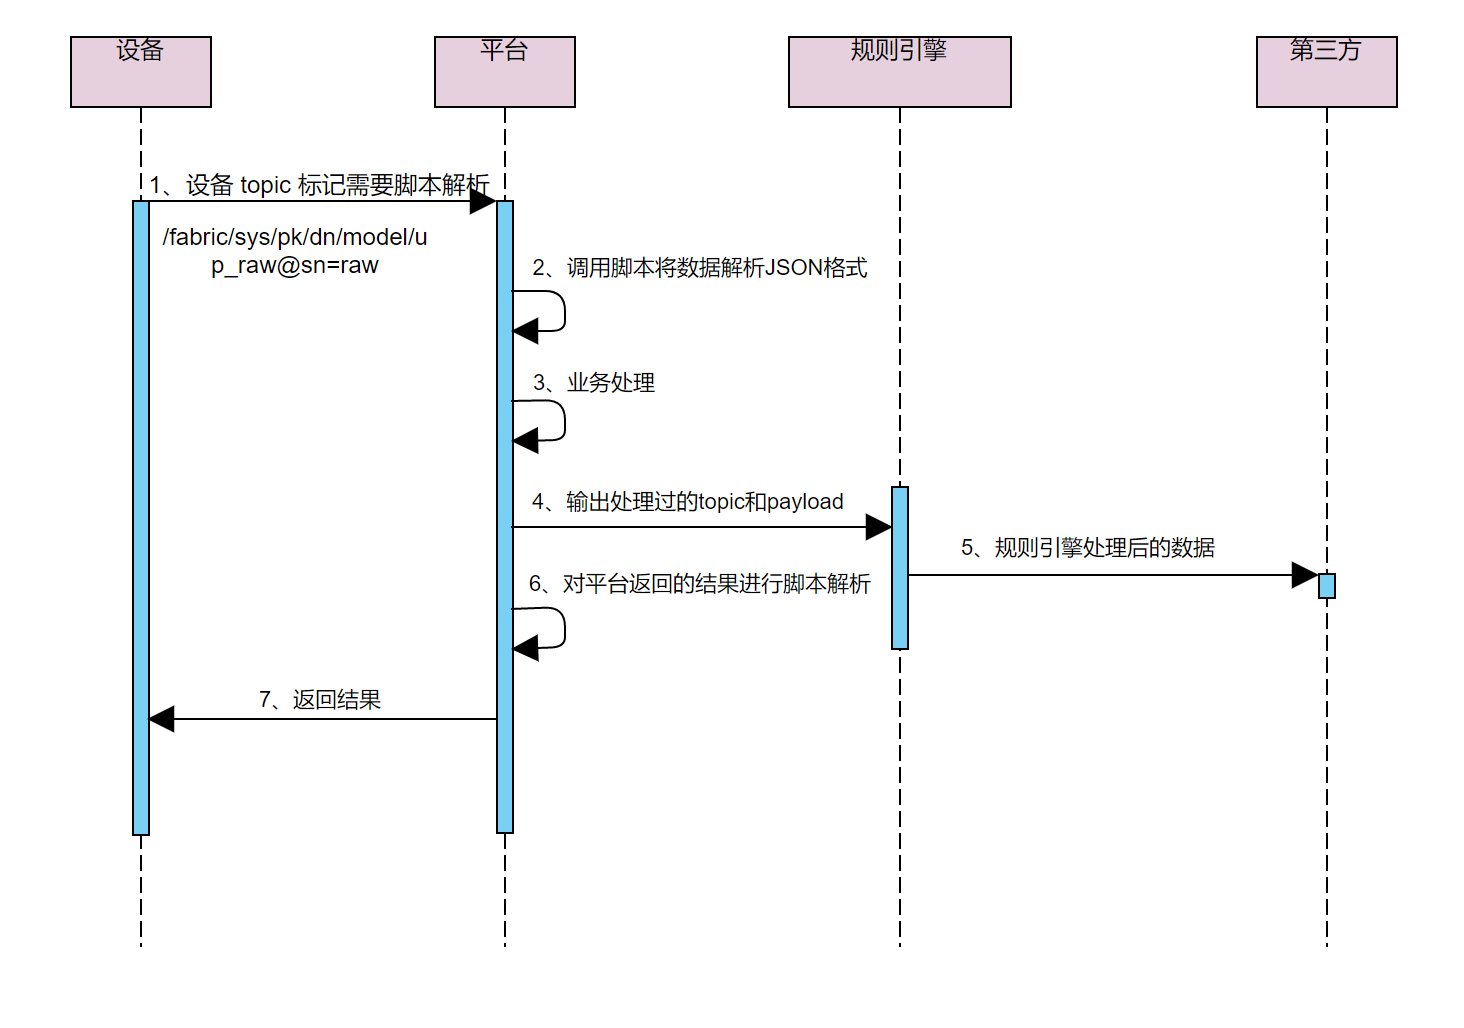 设备
平台
规则引擎
第三方
1、设备 topic 标记需要脚本解析
/fabric/sys/pk/dn/model/u
p_raw@sn=raw
2、调用脚本将数据解析JSON格式
3、业务处理
4、输出处理过的topic和payload
5、规则引擎处理后的数据
6、对平台返回的结果进行脚本解析
7、返回结果